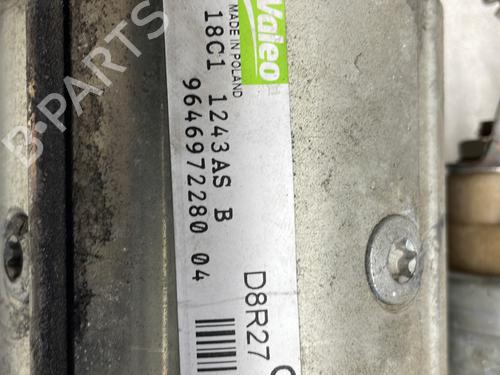 Valeo
MADE IN POLAND
18C1 1243AS B
9646972280 04
D8R27
B-PARTS